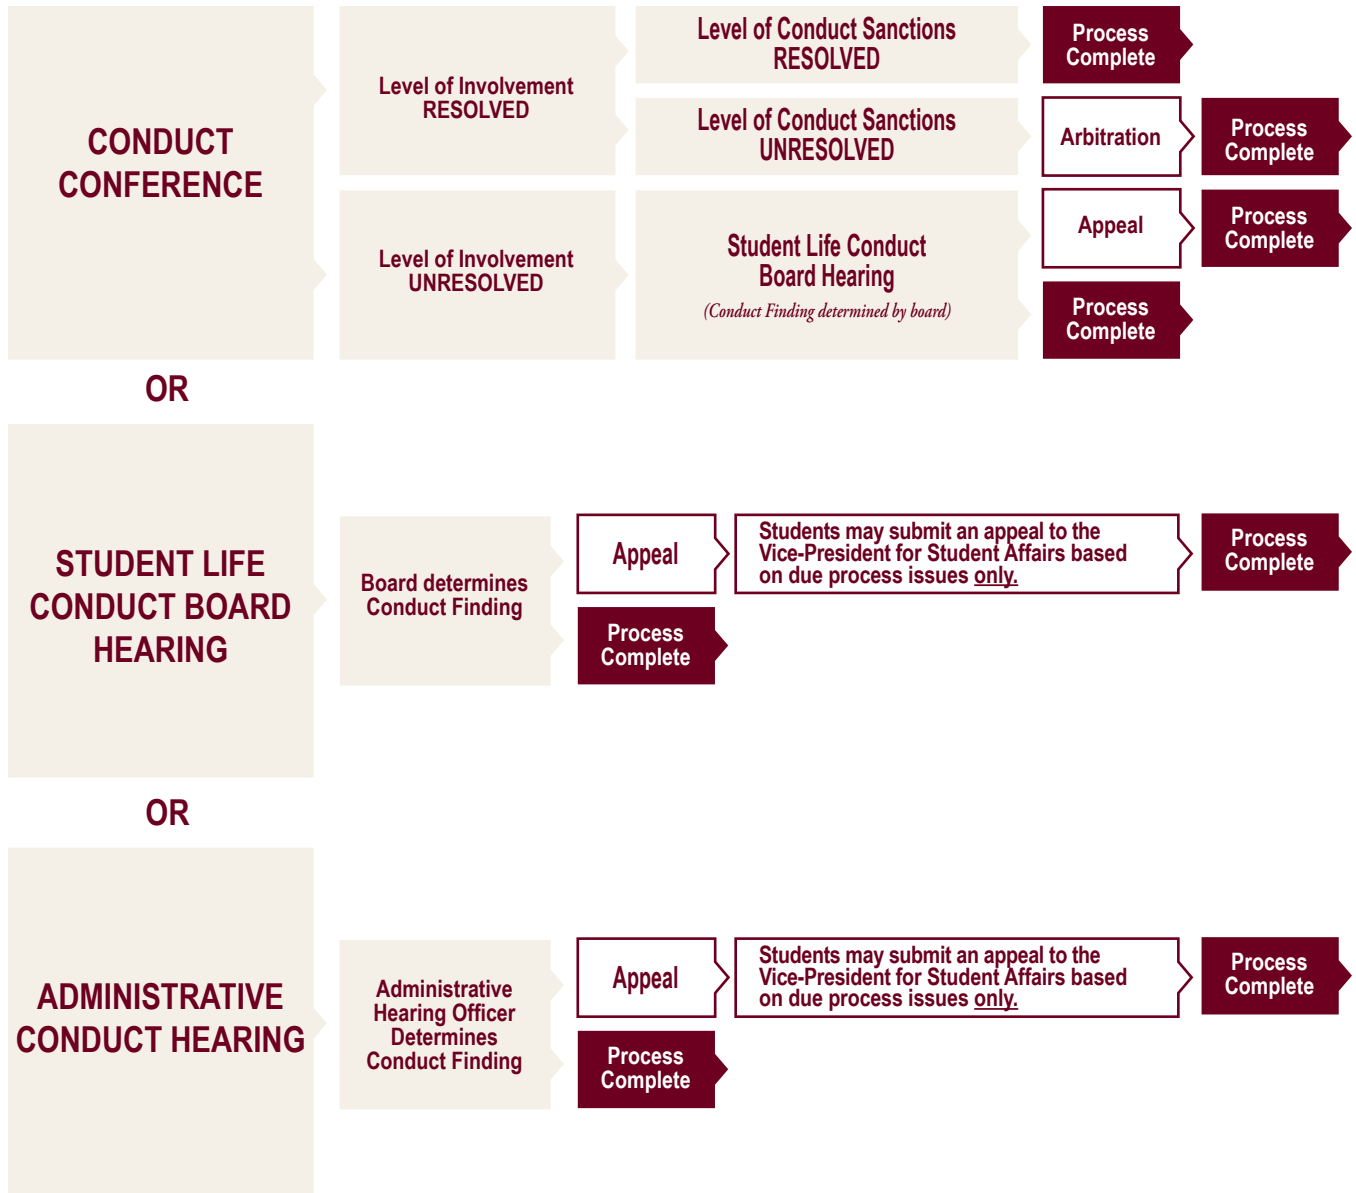 CONDUCT
CONFERENCE
Level of Involvement
RESOLVED
Level of Conduct Sanctions
RESOLVED
Process
Complete
Level of Conduct Sanctions
UNRESOLVED
Arbitration
Process
Complete
Level of Involvement
UNRESOLVED
Student Life Conduct
Board Hearing
(Conduct Finding determined by board)
Appeal
Process
Complete
Process
Complete
OR
STUDENT LIFE
CONDUCT BOARD
HEARING
Board determines
Conduct Finding
Appeal
Students may submit an appeal to the
Vice-President for Student Affairs based
on due process issues only.
Process
Complete
Process
Complete
OR
ADMINISTRATIVE
CONDUCT HEARING
Administrative
Hearing Officer
Determines
Conduct Finding
Appeal
Students may submit an appeal to the
Vice-President for Student Affairs based
on due process issues only.
Process
Complete
Process
Complete